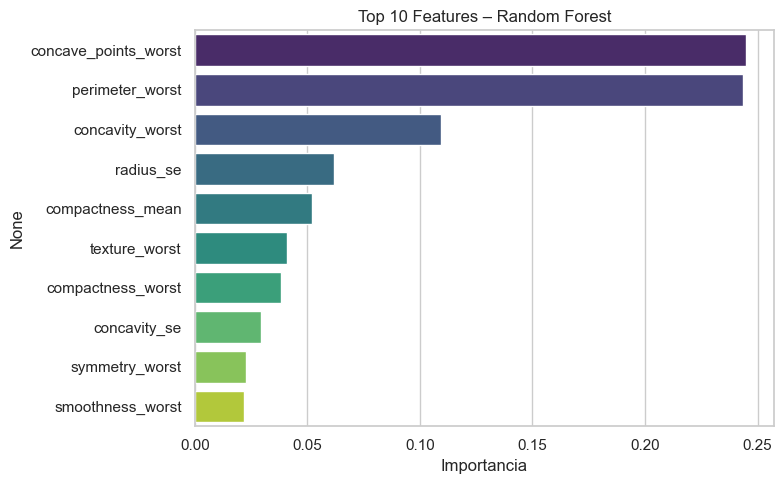 Top 10 Features – Random Forest
concave_points_worst
perimeter_worst
concavity_worst
radius_se
compactness_mean
texture_worst
compactness_worst
concavity_se
symmetry_worst
smoothness_worst
None
0.00 0.05 0.10 0.15 0.20 0.25
Importancia